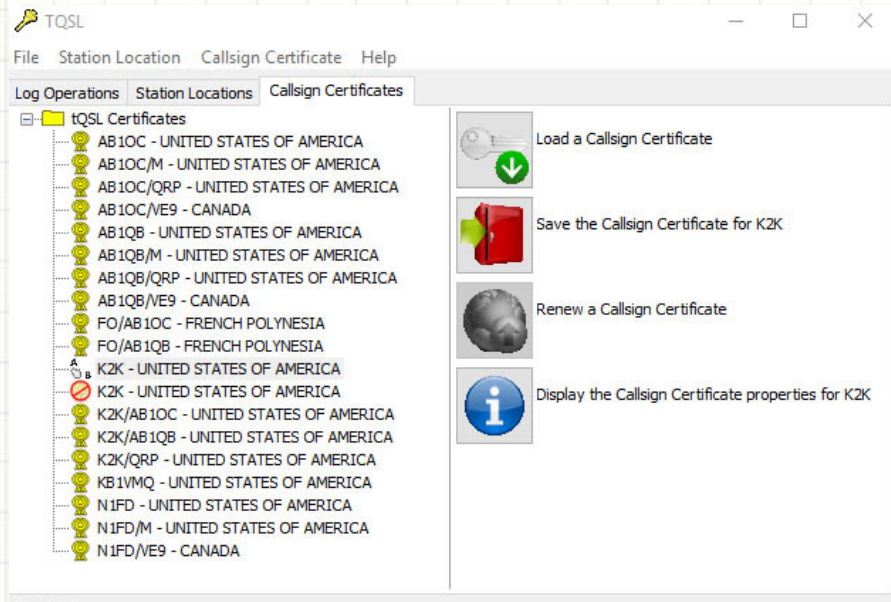 TQSL
File Station Location Callsign Certificate Help
Log Operations Station Locations Callsign Certificates
tQSL Certificates
AB1OC - UNITED STATES OF AMERICA
AB1OC/M - UNITED STATES OF AMERICA
AB1OC/QRP - UNITED STATES OF AMERICA
AB1OC/VE9 - CANADA
AB1QB - UNITED STATES OF AMERICA
AB1QB/M - UNITED STATES OF AMERICA
AB1QB/QRP - UNITED STATES OF AMERICA
AB1QB/VE9 - CANADA
FO/AB1OC - FRENCH POLYNESIA
FO/AB1QB - FRENCH POLYNESIA
A B K2K - UNITED STATES OF AMERICA
K2K - UNITED STATES OF AMERICA
K2K/AB1OC - UNITED STATES OF AMERICA
K2K/AB1QB - UNITED STATES OF AMERICA
K2K/QRP - UNITED STATES OF AMERICA
KB1VMQ - UNITED STATES OF AMERICA
N1FD - UNITED STATES OF AMERICA
N1FD/M - UNITED STATES OF AMERICA
N1FD/VE9 - CANADA
Load a Callsign Certificate
Save the Callsign Certificate for K2K
Renew a Callsign Certificate
Display the Callsign Certificate properties for K2K